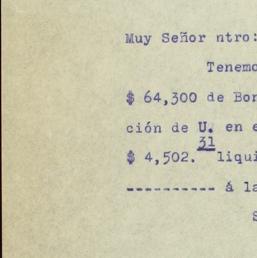 Muy Señor ntro:
Tenemo
$ 64,300 de Bon
ción de U. en e
31
$ 4,502. liqui
---------- á la
S